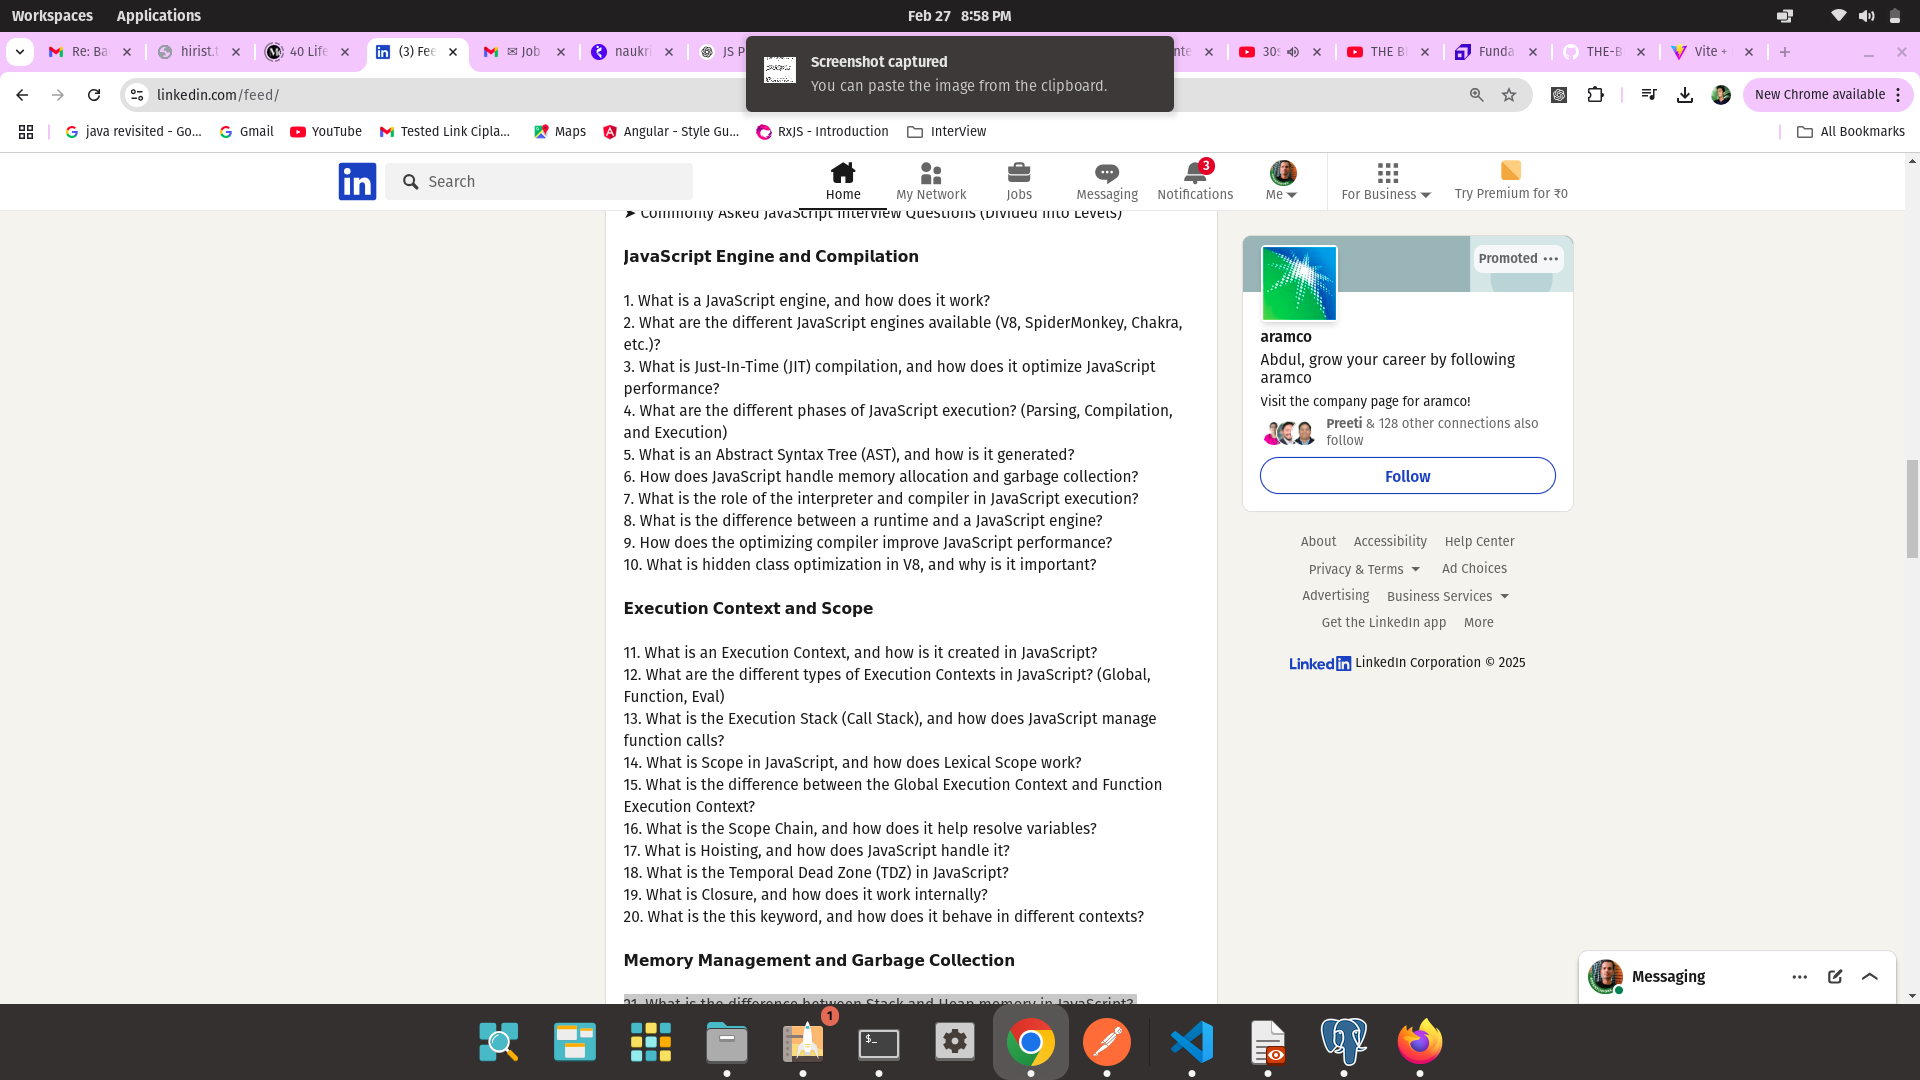 Workspaces Applications Feb 27 8:58 PM
Re: Ba hirist.t 40 Life (3) Fee Job naukri JS P nte 30s THE B Funda THE-B Vite +
Screenshot captured
You can paste the image from the clipboard.
linkedin.com/feed/ New Chrome available
java revisited - Go... Gmail YouTube Tested Link Cipla... Maps Angular - Style Gu... RxJS - Introduction InterView All Bookmarks
Search Home My Network Jobs Messaging 3 Notifications Me For Business Try Premium for ₹0
➤ Commonly Asked JavaScript Interview Questions (Divided into Levels)
JavaScript Engine and Compilation
1. What is a JavaScript engine, and how does it work?
2. What are the different JavaScript engines available (V8, SpiderMonkey, Chakra,
etc.)?
3. What is Just-In-Time (JIT) compilation, and how does it optimize JavaScript
performance?
4. What are the different phases of JavaScript execution? (Parsing, Compilation,
and Execution)
5. What is an Abstract Syntax Tree (AST), and how is it generated?
6. How does JavaScript handle memory allocation and garbage collection?
7. What is the role of the interpreter and compiler in JavaScript execution?
8. What is the difference between a runtime and a JavaScript engine?
9. How does the optimizing compiler improve JavaScript performance?
10. What is hidden class optimization in V8, and why is it important?
Execution Context and Scope
11. What is an Execution Context, and how is it created in JavaScript?
12. What are the different types of Execution Contexts in JavaScript? (Global,
Function, Eval)
13. What is the Execution Stack (Call Stack), and how does JavaScript manage
function calls?
14. What is Scope in JavaScript, and how does Lexical Scope work?
15. What is the difference between the Global Execution Context and Function
Execution Context?
16. What is the Scope Chain, and how does it help resolve variables?
17. What is Hoisting, and how does JavaScript handle it?
18. What is the Temporal Dead Zone (TDZ) in JavaScript?
19. What is Closure, and how does it work internally?
20. What is the this keyword, and how does it behave in different contexts?
Memory Management and Garbage Collection
21. What is the difference between Stack and Heap memory in JavaScript?
Promoted
aramco
Abdul, grow your career by following
aramco
Visit the company page for aramco!
Preeti & 128 other connections also
follow
Follow
About Accessibility Help Center
Privacy & Terms Ad Choices
Advertising Business Services
Get the LinkedIn app More
Linked in LinkedIn Corporation © 2025
Messaging
1